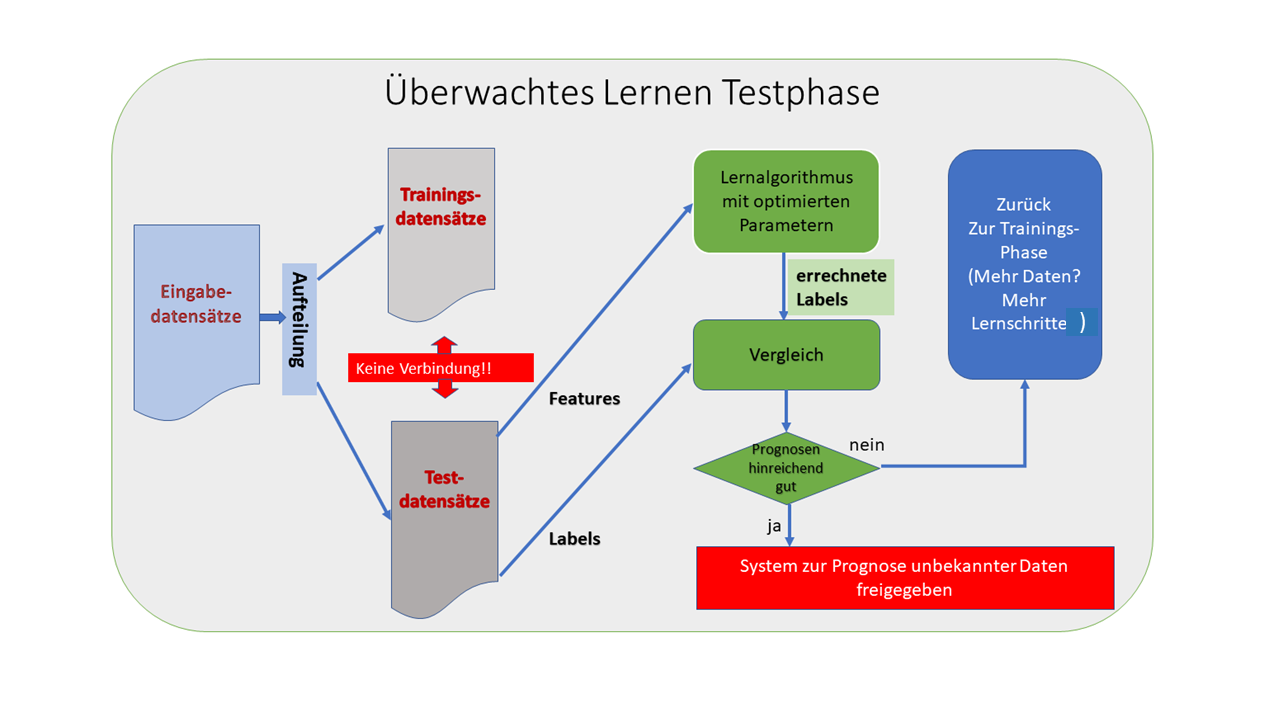 Überwachtes Lernen Testphase
Eingabe-
datensätze
Aufteilung
Trainings-
datensätze
Keine Verbindung!!
Test-
datensätze
Features
Labels
Lernalgorithmus
mit optimierten
Parametern
errechnete
Labels
Vergleich
Prognosen
hinreichend
gut
nein
ja
Zurück
Zur Trainings-
Phase
(Mehr Daten?
Mehr
Lernschritte )
System zur Prognose unbekannter Daten
freigegeben